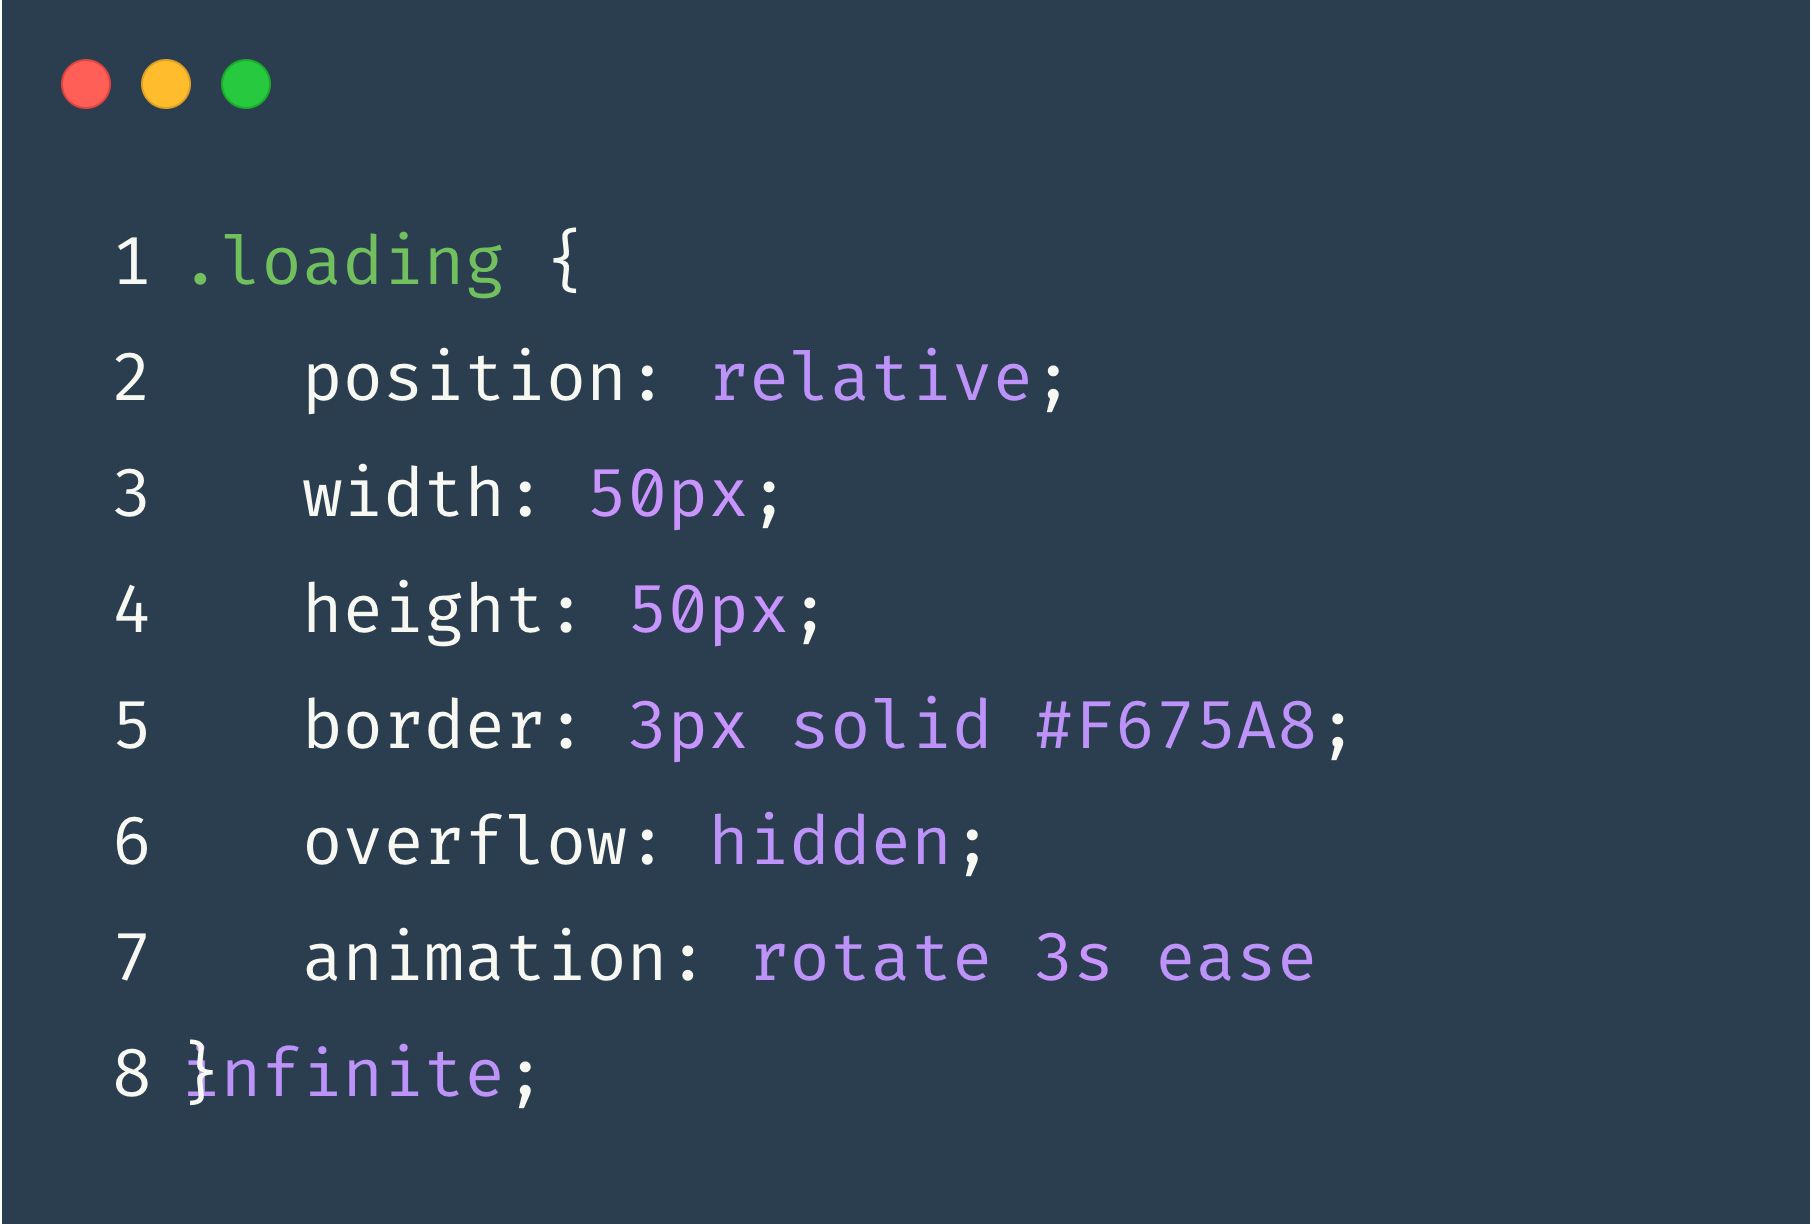 1 .loading {
2 position: relative;
3 width: 50px;
4 height: 50px;
5 border: 3px solid #F675A8;
6 overflow: hidden;
7 animation: rotate 3s ease
8 }infinite;